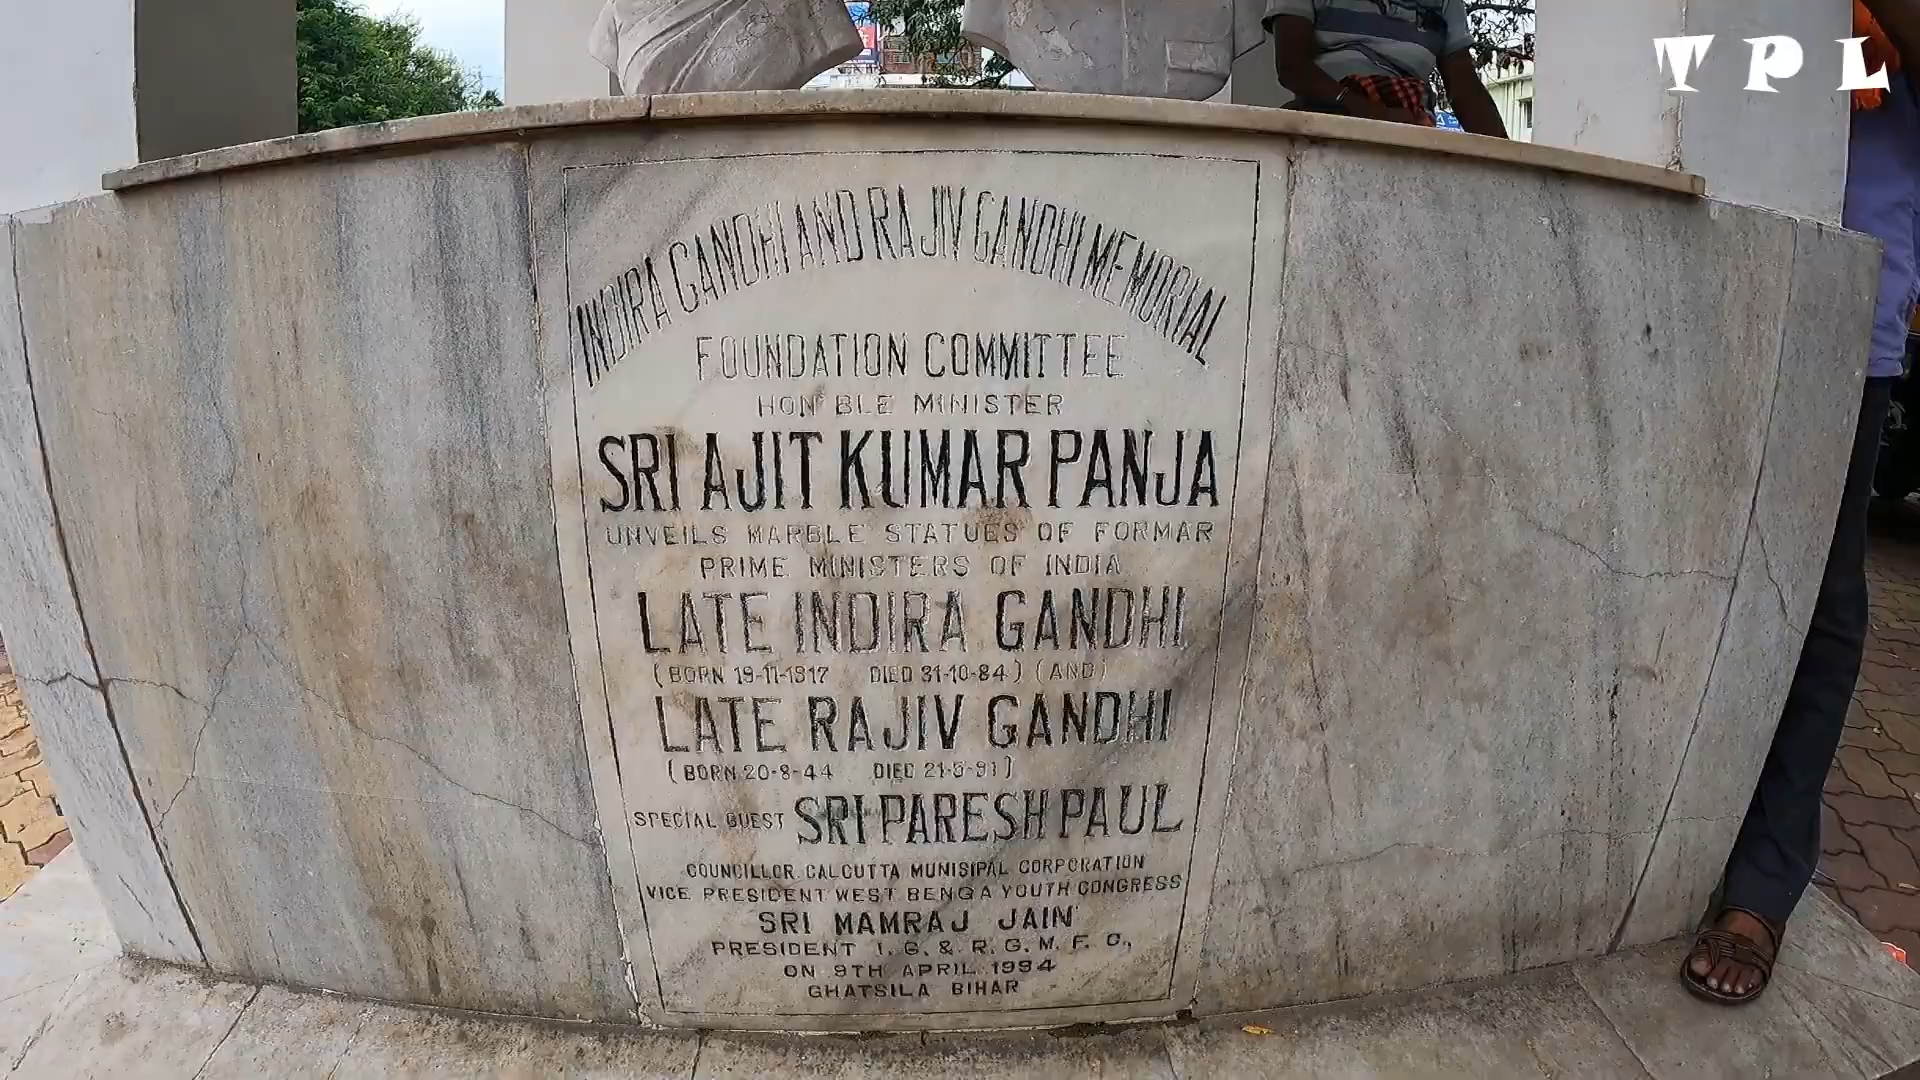 T P L
INDIRA GANDHI AND RAJIV GANDHI MEMORIAL
FOUNDATION COMMITTEE
HON'BLE MINISTER
SRI AJIT KUMAR PANJA
UNVEILS MARBLE STATUES OF FORMAR
PRIME MINISTERS OF INDIA
LATE INDIRA GANDHI
(BORN 19-11-1917 DIED 31-10-84) (AND)
LATE RAJIV GANDHI
(BORN 20-8-44 DIED 21-5-91)
SPECIAL GUEST SRI PARESH PAUL
COUNCILLOR. CALCUTTA MUNISIPAL CORPORATION
VICE PRESIDENT WEST BENGA YOUTH CONGRESS
SRI MAMRAJ JAIN
PRESIDENT I. G. & R. G. M. F. C.,
ON 9TH APRIL 1994
GHATSILA BIHAR